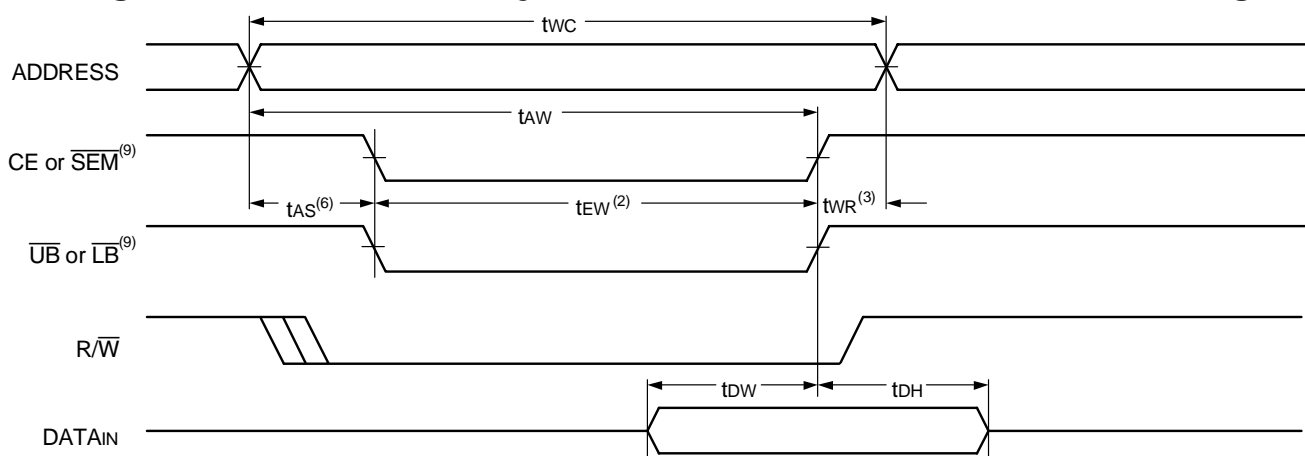 tWC
ADDRESS
tAW
CE or SEM(9)
tAS(6) tEW(2) tWR(3)
UB or LB(9)
R/W
tDW tDH
DATAIN